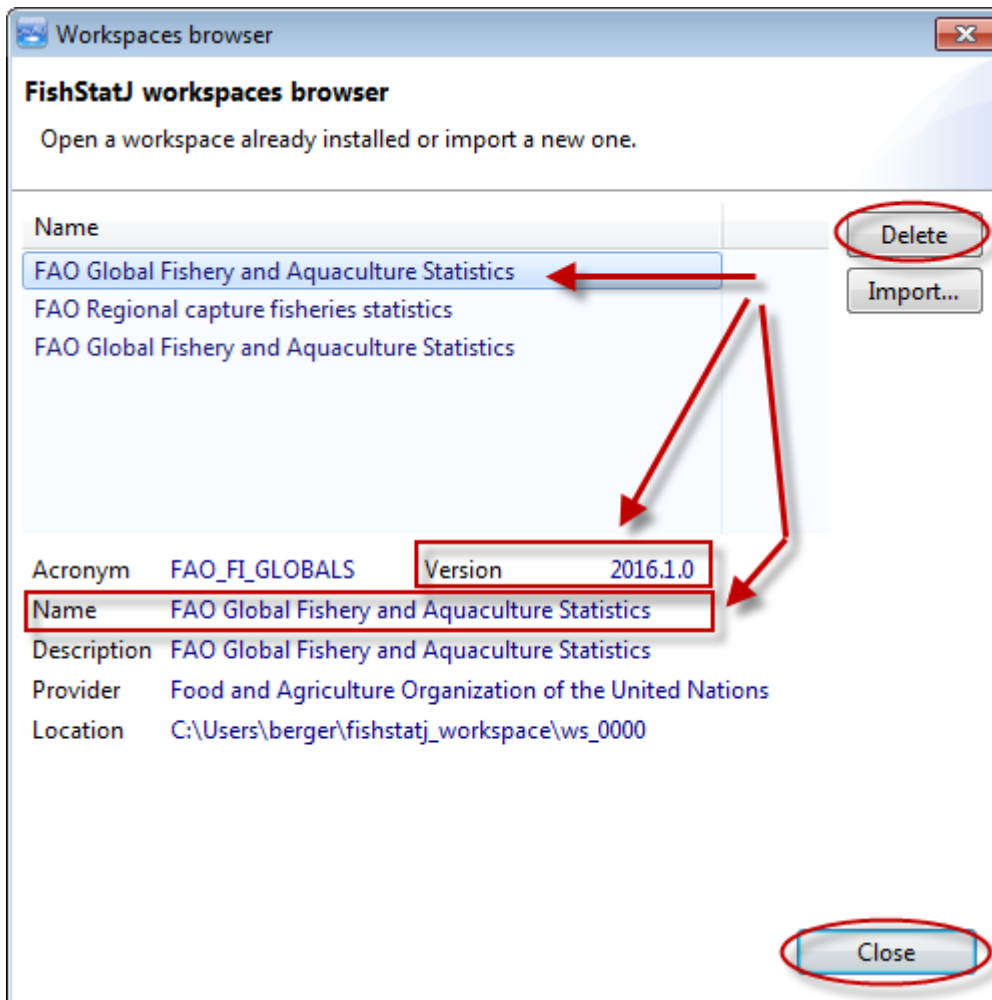 Workspaces browser
FishStatJ workspaces browser
Open a workspace already installed or import a new one.
Name
Delete
FAO Global Fishery and Aquaculture Statistics
Import...
FAO Regional capture fisheries statistics
FAO Global Fishery and Aquaculture Statistics
Acronym FAO_FI_GLOBALS Version 2016.1.0
Name FAO Global Fishery and Aquaculture Statistics
Description FAO Global Fishery and Aquaculture Statistics
Provider Food and Agriculture Organization of the United Nations
Location C:\Users\berger\fishstatj_workspace\ws_0000
Close